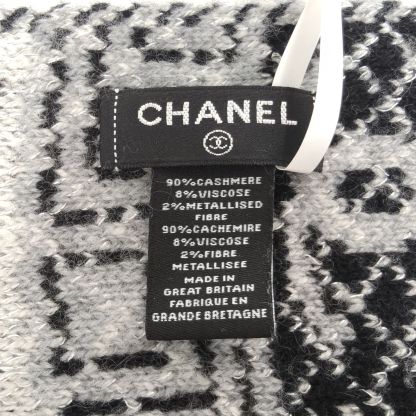 CHANEL
90%CASHMERE
8%VISCOSE
2%METALLISED
FIBRE
90%CACHEMIRE
8%VISCOSE
2%FIBRE
METALLISEE
MADE IN
GREAT BRITAIN
FABRIQUE EN
GRANDE BRETAGNE